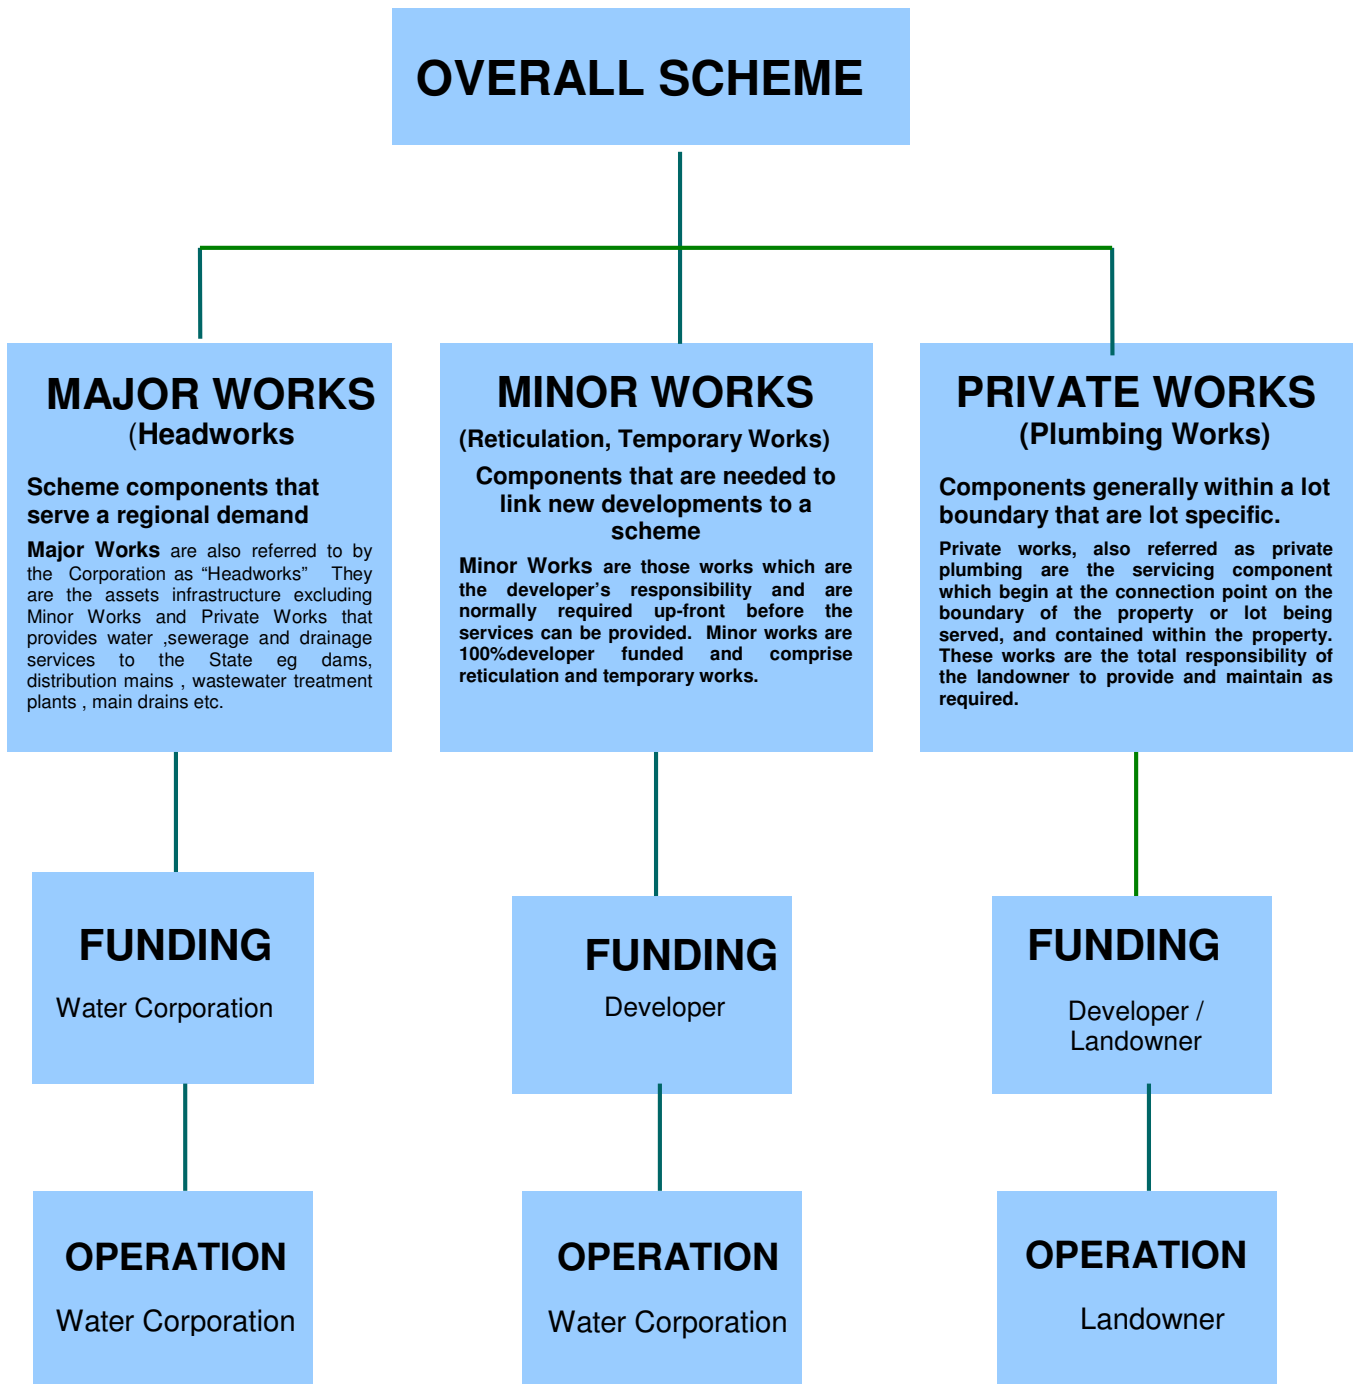 OVERALL SCHEME
MAJOR WORKS
(Headworks
Scheme components that
serve a regional demand
Major Works are also referred to by
the Corporation as “Headworks” They
are the assets infrastructure excluding
Minor Works and Private Works that
provides water ,sewerage and drainage
services to the State eg dams,
distribution mains , wastewater treatment
plants , main drains etc.
MINOR WORKS
(Reticulation, Temporary Works)
Components that are needed to
link new developments to a
scheme
Minor Works are those works which are
the developer’s responsibility and are
normally required up-front before the
services can be provided. Minor works are
100%developer funded and comprise
reticulation and temporary works.
PRIVATE WORKS
(Plumbing Works)
Components generally within a lot
boundary that are lot specific.
Private works, also referred as private
plumbing are the servicing component
which begin at the connection point on the
boundary of the property or lot being
served, and contained within the property.
These works are the total responsibility of
the landowner to provide and maintain as
required.
FUNDING
Water Corporation
FUNDING
Developer
FUNDING
Developer /
Landowner
OPERATION
Water Corporation
OPERATION
Water Corporation
OPERATION
Landowner